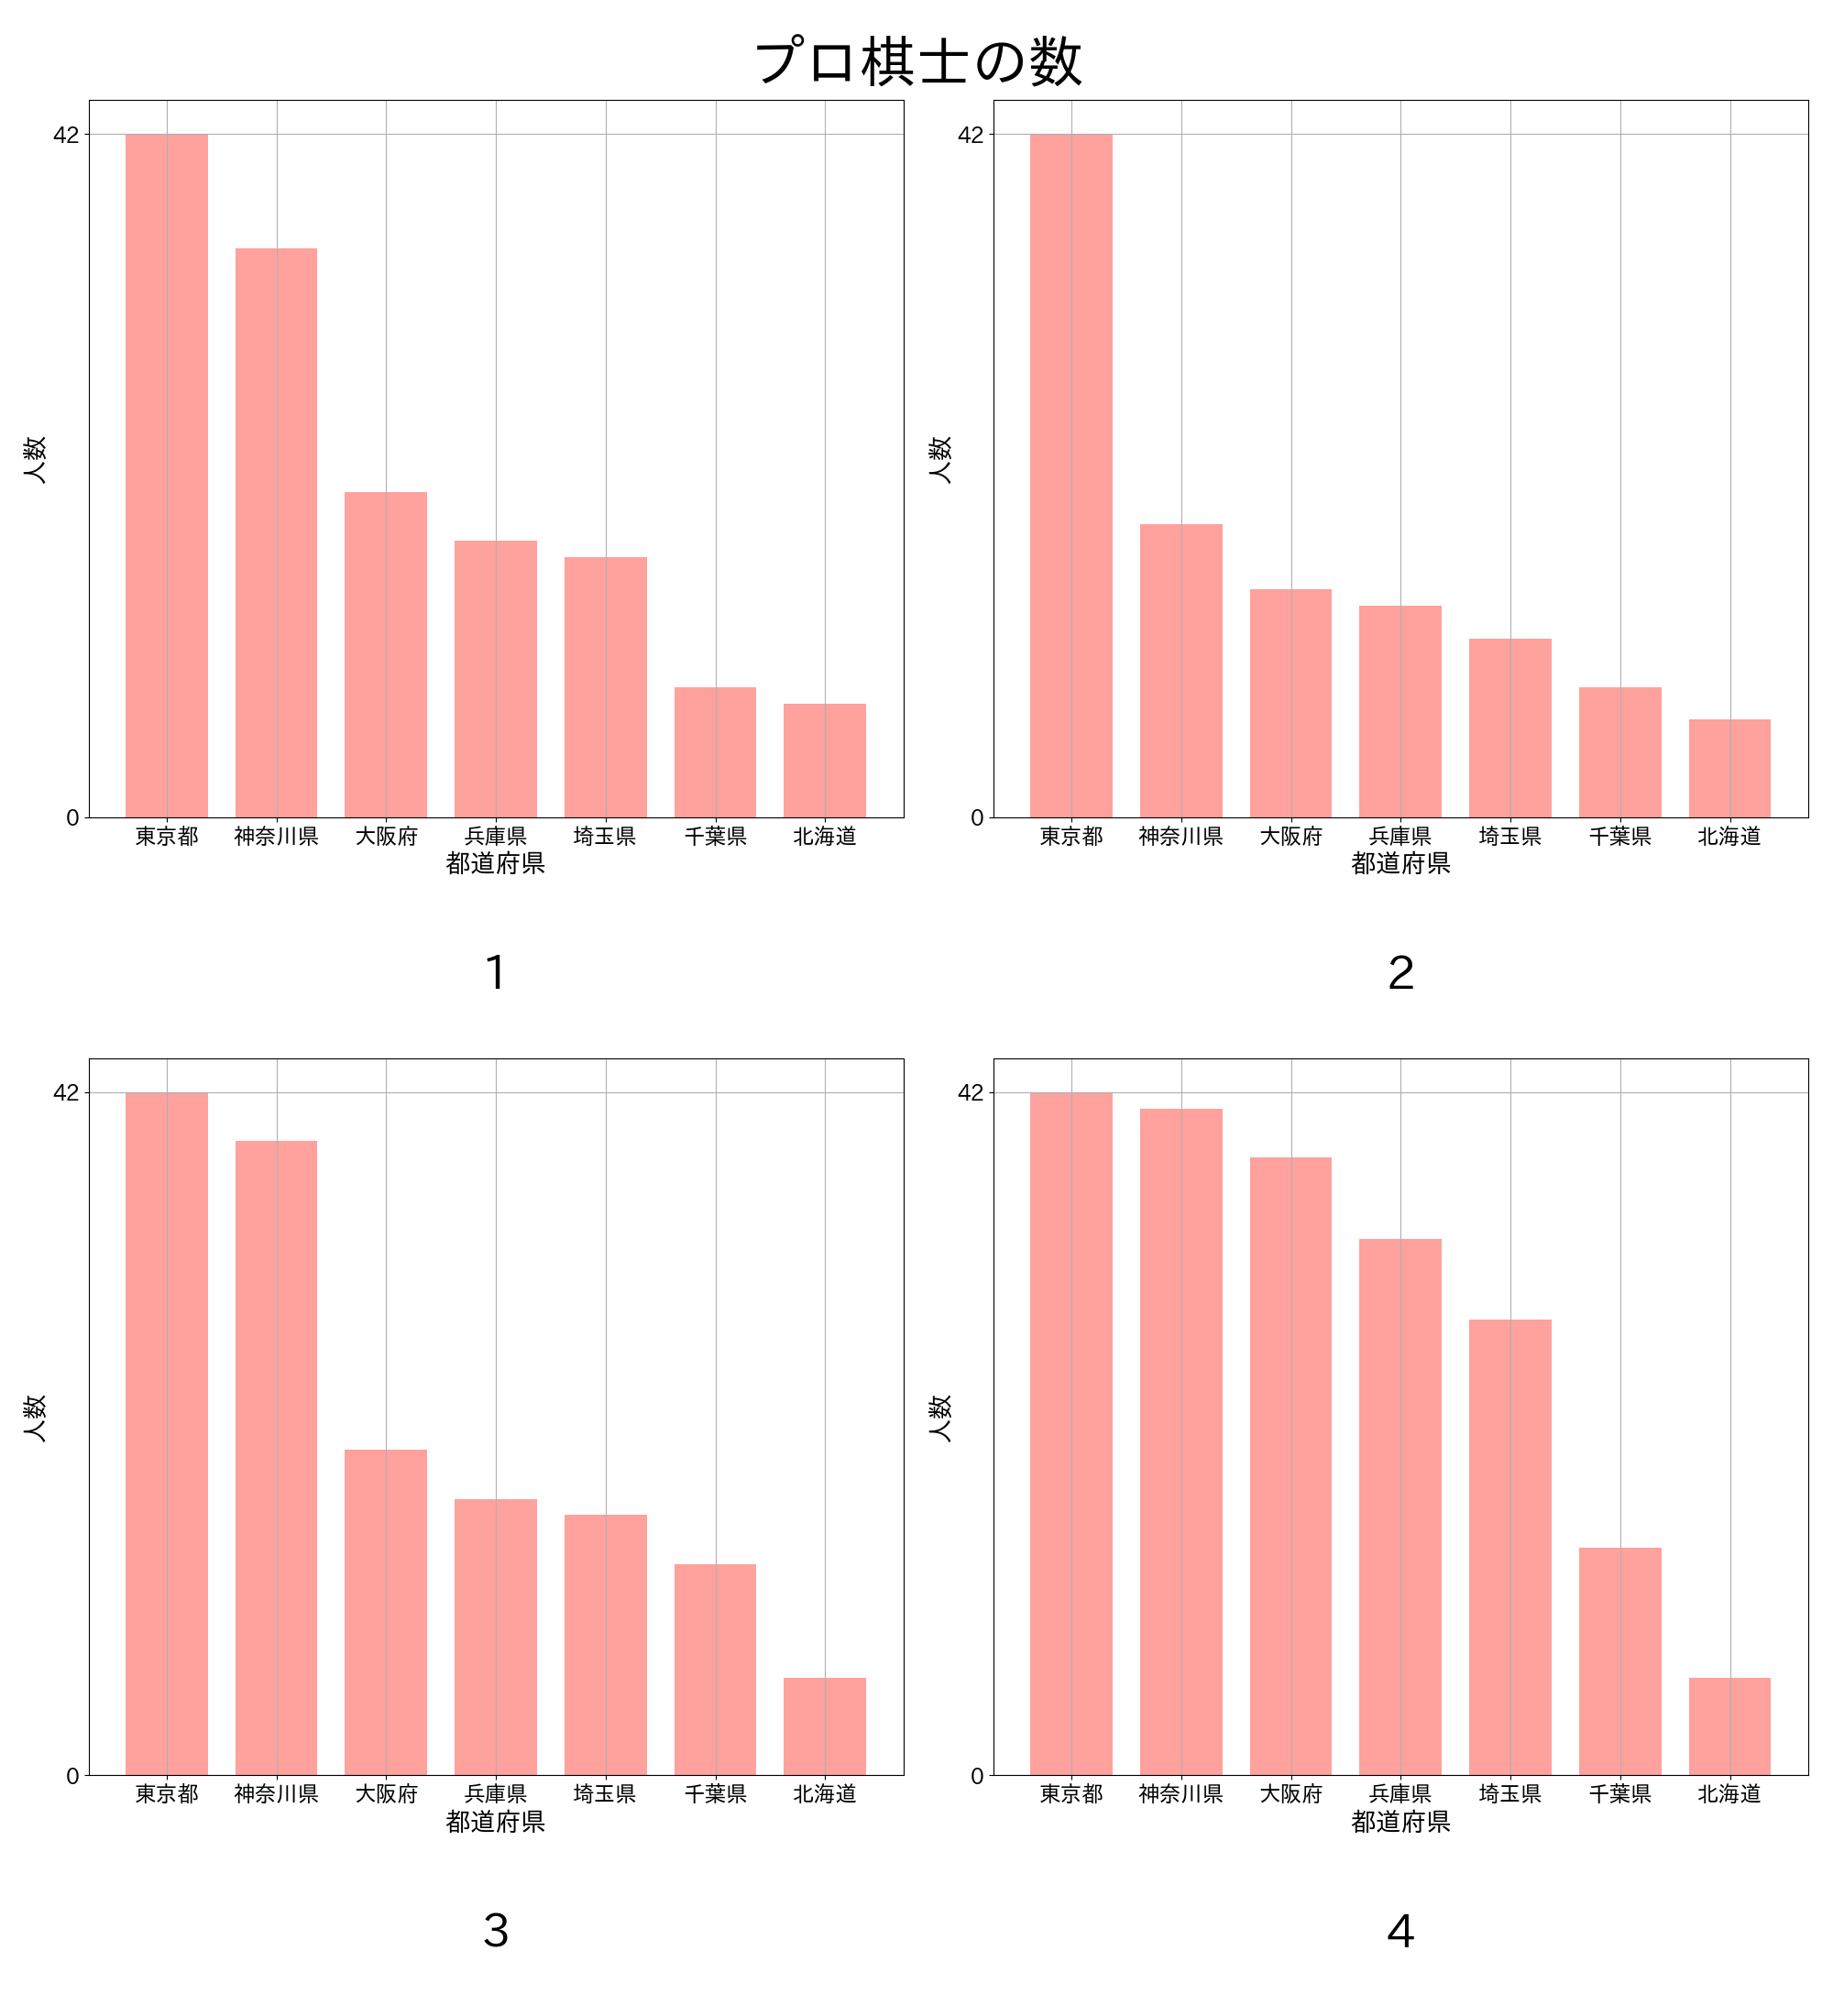 プロ棋士の数
42
0
人数
東京都 神奈川県 大阪府 兵庫県 埼玉県 千葉県 北海道
都道府県
1
42
0
人数
東京都 神奈川県 大阪府 兵庫県 埼玉県 千葉県 北海道
都道府県
2
42
0
人数
東京都 神奈川県 大阪府 兵庫県 埼玉県 千葉県 北海道
都道府県
3
42
0
人数
東京都 神奈川県 大阪府 兵庫県 埼玉県 千葉県 北海道
都道府県
4